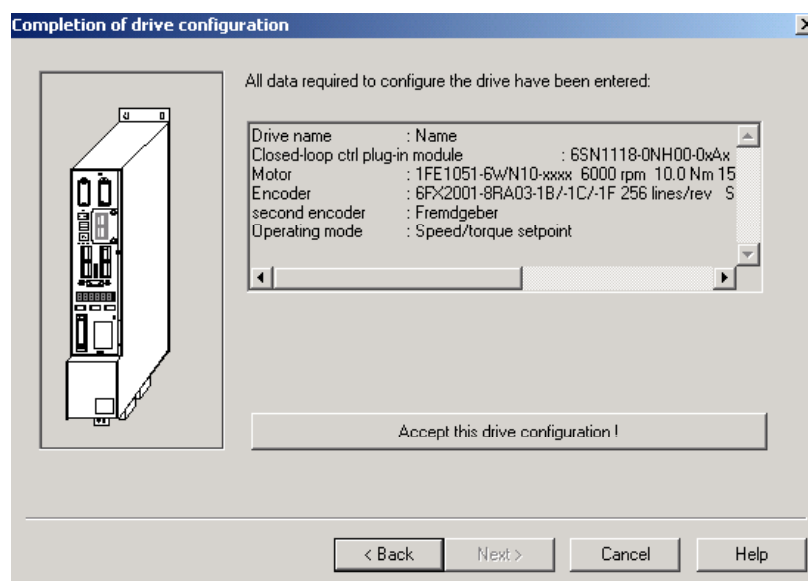 Completion of drive configuration
All data required to configure the drive have been entered:
Drive name : Name
Closed-loop ctrl plug-in module : 6SN1118-0NH00-0xAx
Motor : 1FE1051-6WN10-xxxx 6000 rpm 10.0 Nm 15
Encoder : 6FX2001-8RA03-1B/-1C/-1F 256 lines/rev S
second encoder : Fremdgeber
Operating mode : Speed/torque setpoint
Accept this drive configuration !
< Back
Next >
Cancel
Help